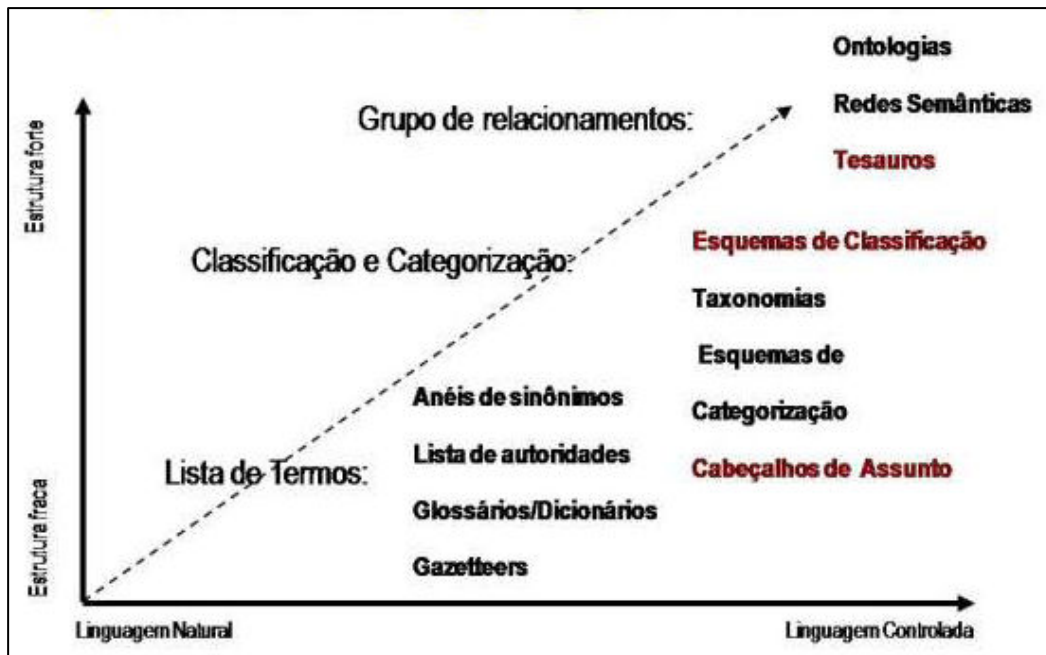 Ontologias
Redes Semânticas
Grupo de relacionamentos:
Tesauros
Estrutura forte
Classificação e Categorização:
Esquemas de Classificação
Taxonomias
Esquemas de
Categorização
Cabeçalhos de Assunto
Lista de Termos:
Anéis de sinônimos
Lista de autoridades
Glossários/Dicionários
Gazetteers
Estrutura fraca
Linguagem Natural
Linguagem Controlada